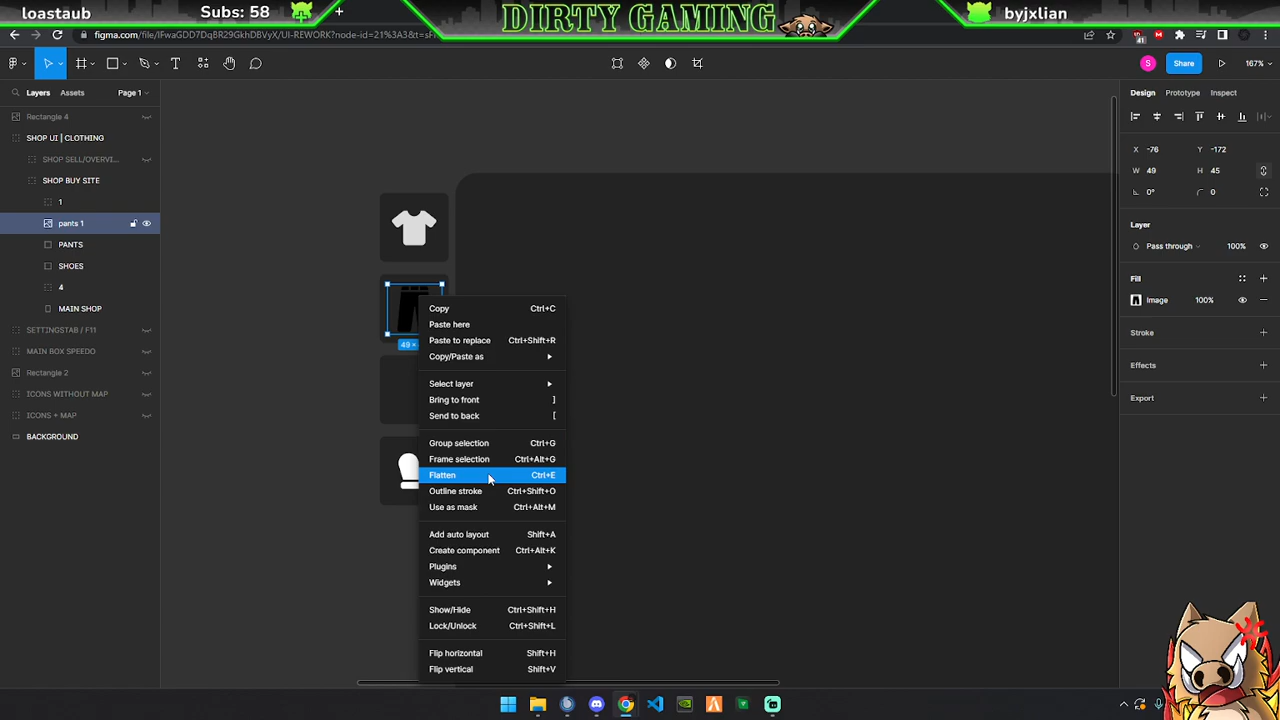 loastaub
Subs: 58
+
DIRTY GAMING
byjxlian
figma.com/file/IFwaGDD7DqBR29GkhDBVyX/UI-REWORK?node-id=21%3A3&t=sF
41
S
Share
167%
Layers
Assets
Page 1
Design
Prototype
Inspect
Rectangle 4
SHOP UI | CLOTHING
SHOP SELL/OVERVI...
SHOP BUY SITE
1
pants 1
PANTS
SHOES
4
MAIN SHOP
SETTINGSTAB / F11
MAIN BOX SPEEDO
Rectangle 2
ICONS WITHOUT MAP
ICONS + MAP
BACKGROUND
49 ×
Copy Ctrl+C
Paste here
Paste to replace Ctrl+Shift+R
Copy/Paste as
Select layer
Bring to front ]
Send to back [
Group selection Ctrl+G
Frame selection Ctrl+Alt+G
Flatten Ctrl+E
Outline stroke Ctrl+Shift+O
Use as mask Ctrl+Alt+M
Add auto layout Shift+A
Create component Ctrl+Alt+K
Plugins
Widgets
Show/Hide Ctrl+Shift+H
Lock/Unlock Ctrl+Shift+L
Flip horizontal Shift+H
Flip vertical Shift+V
X -76 Y -172
W 49 H 45
0° 0
Layer
Pass through 100%
Fill
Image 100%
Stroke
Effects
Export